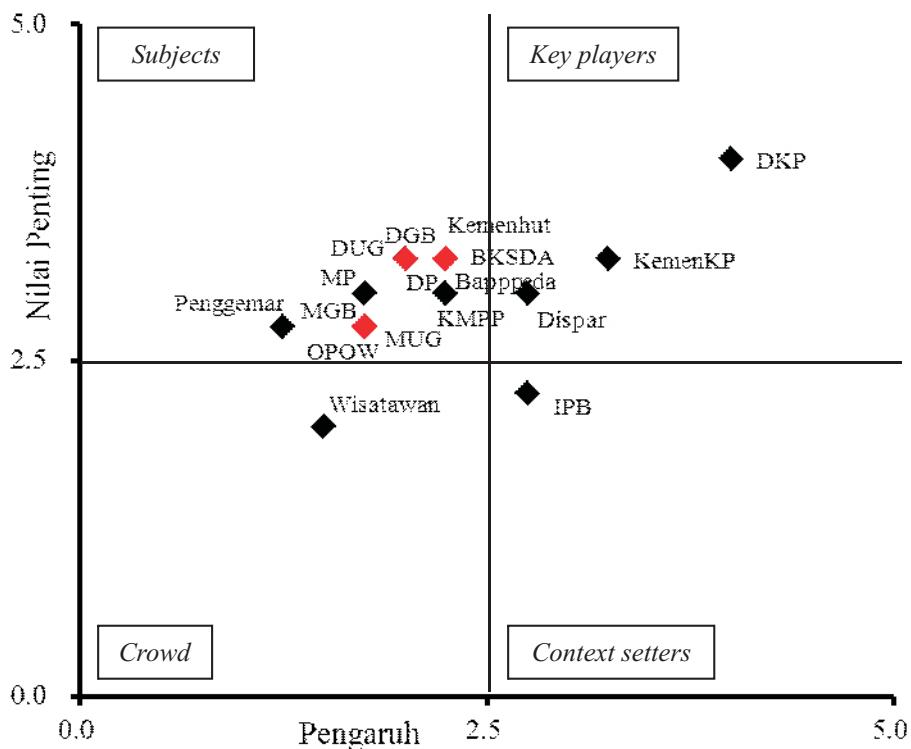 5.0
Subjects
Key players
Nilai Penting
DKP
Kemenhut
DGB
DUG
BKSDA
KemenKP
MP
DP
Bappeda
Penggemar
MGB
KMPP
Dispar
MUG
OPOW
2.5
Wisatawan
IPB
Crowd
Context setters
0.0
0.0
Pengaruh
2.5
5.0